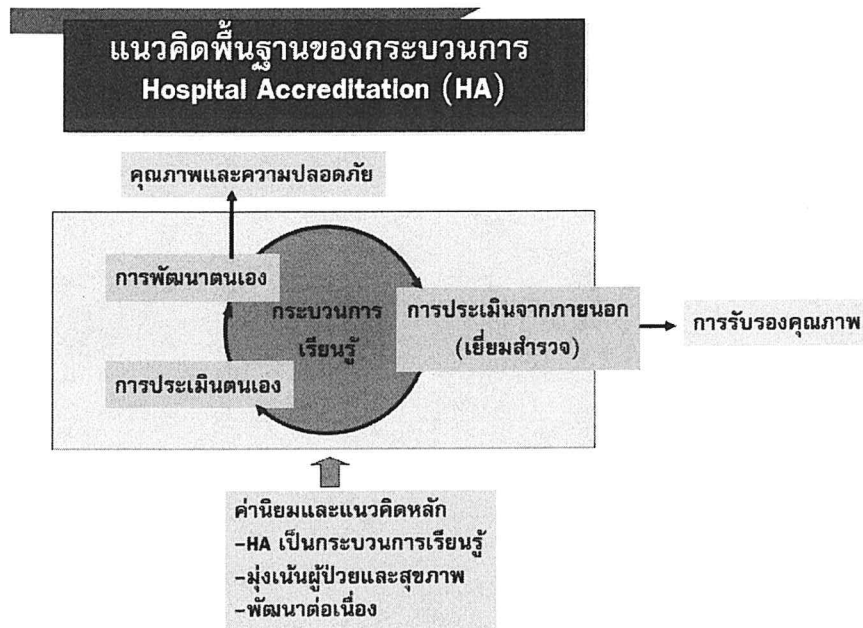 แนวคิดพื้นฐานของกระบวนการ
Hospital Accreditation (HA)
คุณภาพและความปลอดภัย
การพัฒนาตนเอง
กระบวนการ
เรียนรู้
การประเมินจากภายนอก
(เยี่ยมสำรวจ)
การรับรองคุณภาพ
การประเมินตนเอง
ค่านิยมและแนวคิดหลัก
-HA เป็นกระบวนการเรียนรู้
-มุ่งเน้นผู้ป่วยและสุขภาพ
-พัฒนาต่อเนื่อง